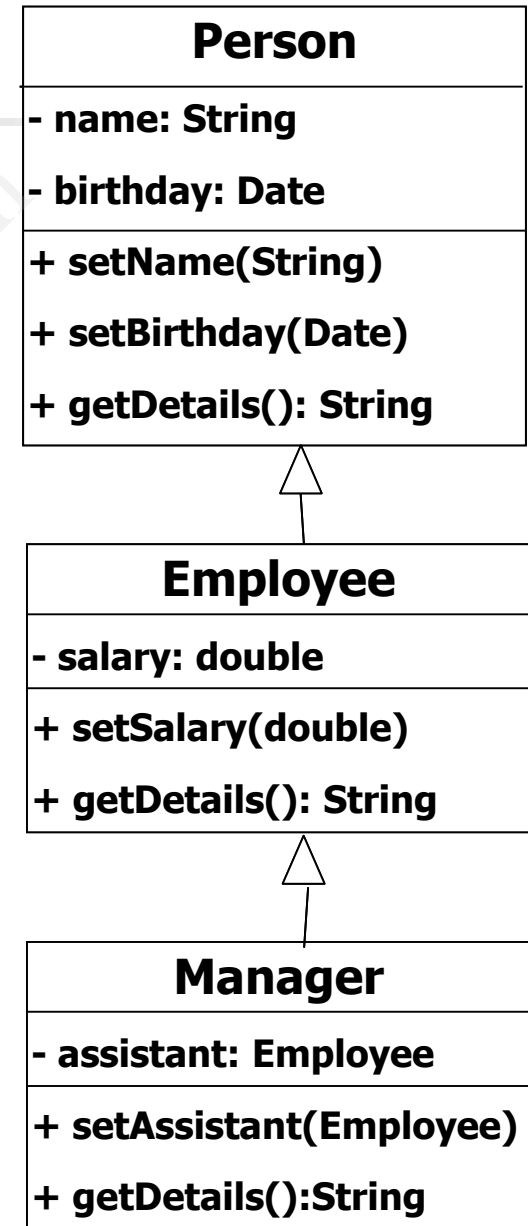 Person
- name: String
- birthday: Date
+ setName(String)
+ setBirthday(Date)
+ getDetails(): String
Employee
- salary: double
+ setSalary(double)
+ getDetails(): String
Manager
- assistant: Employee
+ setAssistant(Employee)
+ getDetails():String